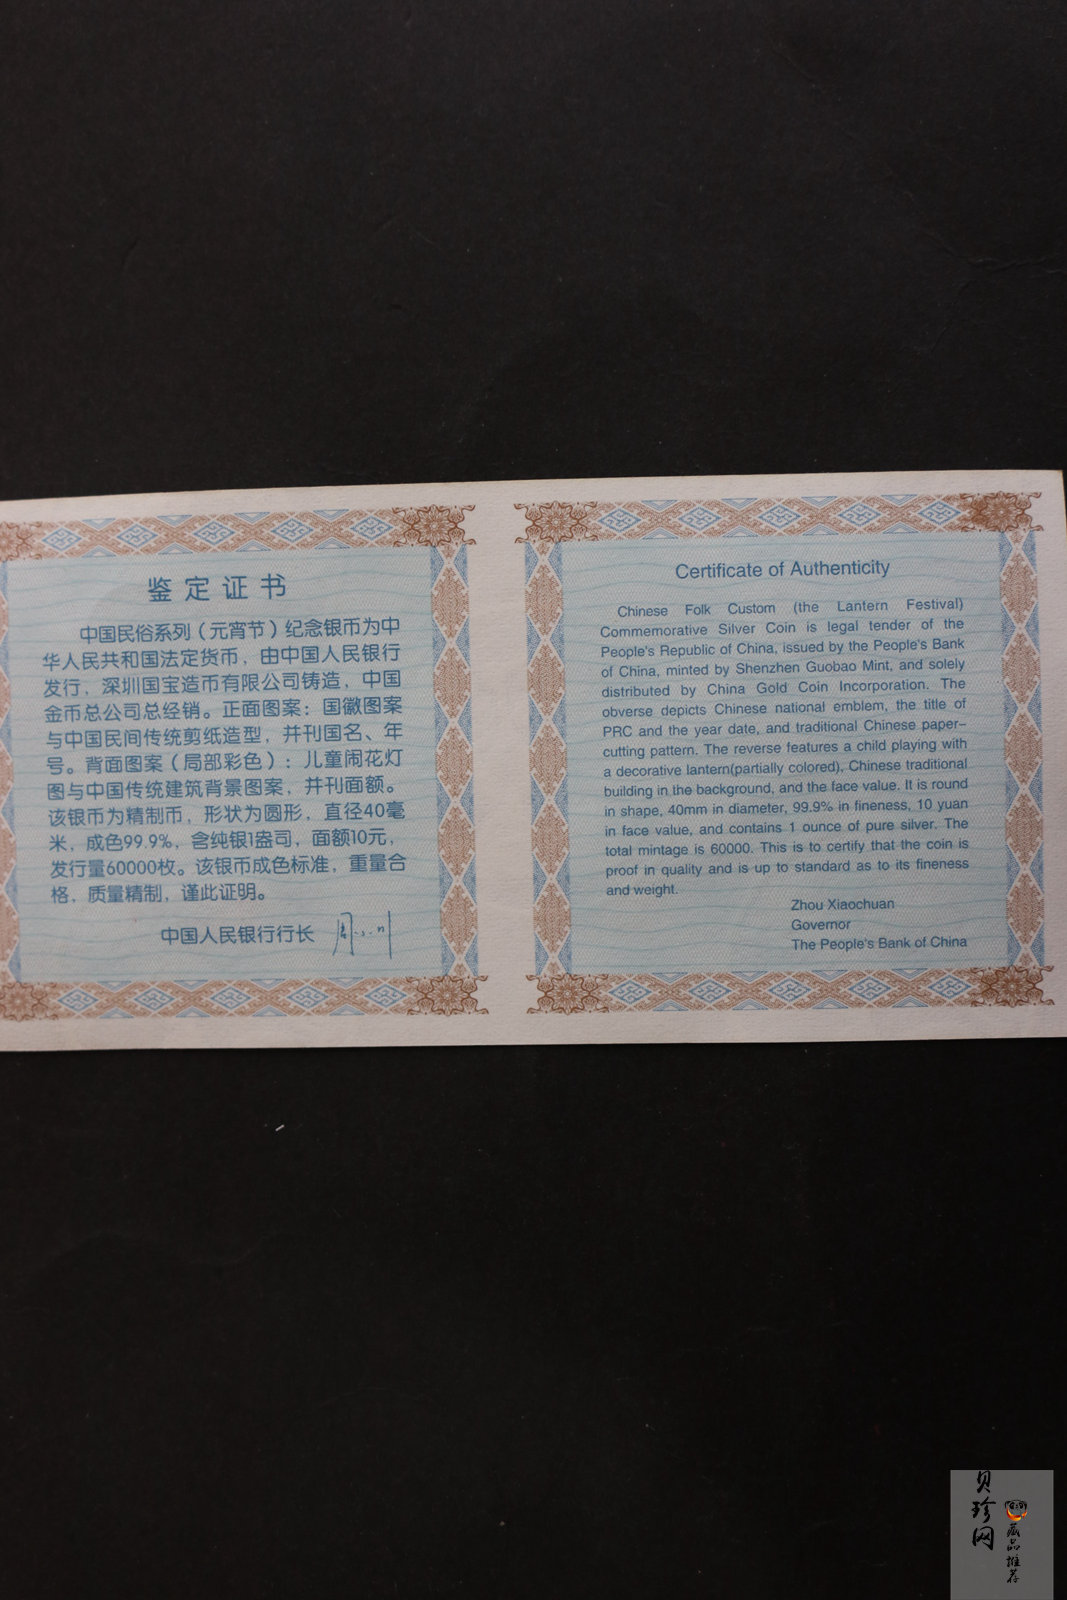 鉴定证书
中国民俗系列（元宵节）纪念银币为中
华人民共和国法定货币，由中国人民银行
发行，深圳国宝造币有限公司铸造，中国
金币总公司总经销。正面图案：国徽图案
与中国民间传统剪纸造型，并刊国名、年
号。背面图案（局部彩色）：儿童闹花灯
图与中国传统建筑背景图案，并刊面额。
该银币为精制币，形状为圆形，直径40毫
米，成色99.9%，含纯银1盎司，面额10元，
发行量60000枚。该银币成色标准，重量合
格，质量精制，谨此证明。
中国人民银行行长 周小川
Certificate of Authenticity
Chinese Folk Custom (the Lantern Festival)
Commemorative Silver Coin is legal tender of the
People's Republic of China, issued by the People's Bank
of China, minted by Shenzhen Guobao Mint, and solely
distributed by China Gold Coin Incorporation. The
obverse depicts Chinese national emblem, the title of
PRC and the year date, and traditional Chinese paper-
cutting pattern. The reverse features a child playing with
a decorative lantern(partially colored), Chinese traditional
building in the background, and the face value. It is round
in shape, 40mm in diameter, 99.9% in fineness, 10 yuan
in face value, and contains 1 ounce of pure silver. The
total mintage is 60000. This is to certify that the coin is
proof in quality and is up to standard as to its fineness
and weight.
Zhou Xiaochuan
Governor
The People's Bank of China
贝珍网
藏品推荐